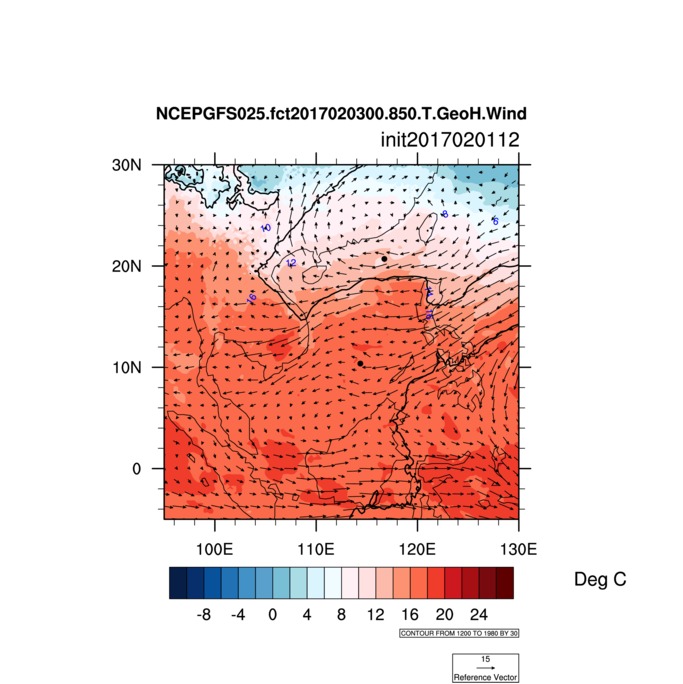 NCEPGFS025.fct2017020300.850.T.GeoH.Wind
init2017020112
30N
8
6
10
20N
12
16
16
10N
0
100E 110E 120E 130E
-8 -4 0 4 8 12 16 20 24
Deg C
CONTOUR FROM 1200 TO 1980 BY 30
15
Reference Vector